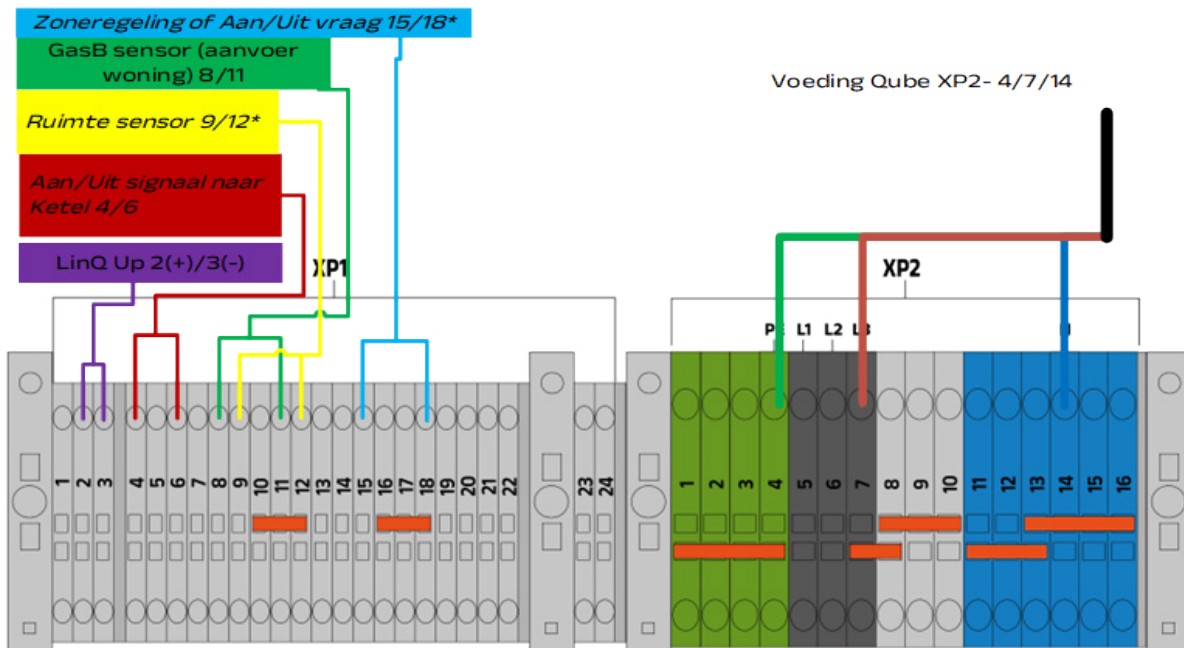 Zoneregeling of Aan/Uit vraag 15/18*
GasB sensor (aanvoer
woning) 8/11
Ruimte sensor 9/12*
Aan/Uit signaal naar
Ketel 4/6
LinQ Up 2(+)/3(-)
Voeding Qube XP2- 4/7/14
XP1
XP2
L1 L2 L3
1 2 3 4 5 6 7 8 9 10 11 12 13 14 15 16 17 18 19 20 21 22 23 24
1 2 3 4 5 6 7 8 9 10 11 12 13 14 15 16